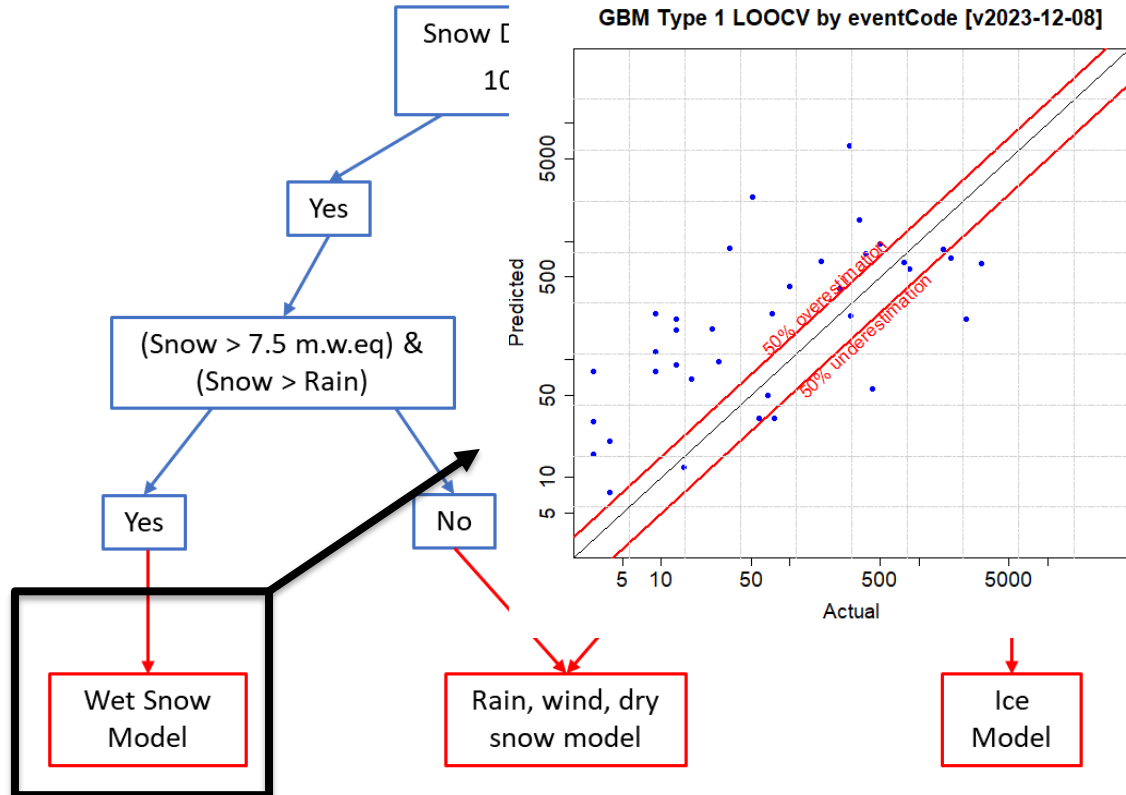 Snow
10
Yes
(Snow > 7.5 m.w.eq) &
(Snow > Rain)
Yes
No
Wet Snow
Model
Rain, wind, dry
snow model
Ice
Model
GBM Type 1 LOOCV by eventCode [v2023-12-08]
Predicted
5000
500
50
10
5
50% overestimation
50% underestimation
5 10 50 500 5000
Actual